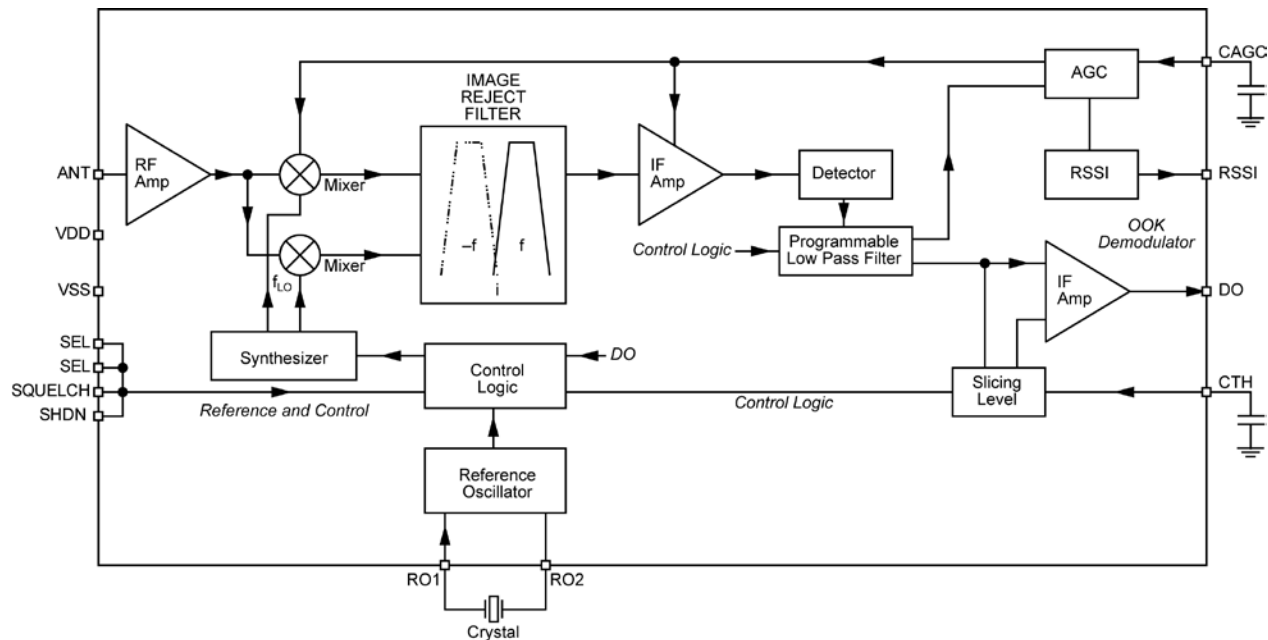 CAGC
AGC
IMAGE
REJECT
FILTER
RF
Amp
ANT
Mixer
IF
Amp
Detector
RSSI
RSSI
OOK
Demodulator
VDD
–f
f
Control Logic
Programmable
Low Pass Filter
Mixer
fLO
i
IF
Amp
VSS
DO
SEL
SEL
SQUELCH
SHDN
Synthesizer
DO
Control
Logic
Slicing
Level
CTH
Reference and Control
Control Logic
Reference
Oscillator
RO1
RO2
Crystal